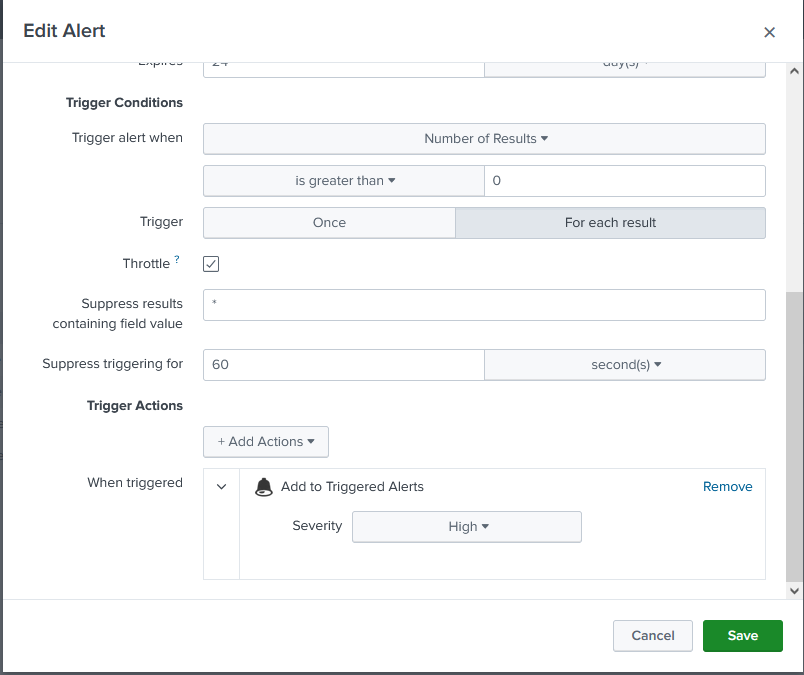 Edit Alert
Expires 24 day(s)
Trigger Conditions
Trigger alert when Number of Results
is greater than 0
Trigger Once For each result
Throttle ?
Suppress results
containing field value *
Suppress triggering for 60 second(s)
Trigger Actions
+ Add Actions
When triggered Add to Triggered Alerts Remove
Severity High
Cancel Save